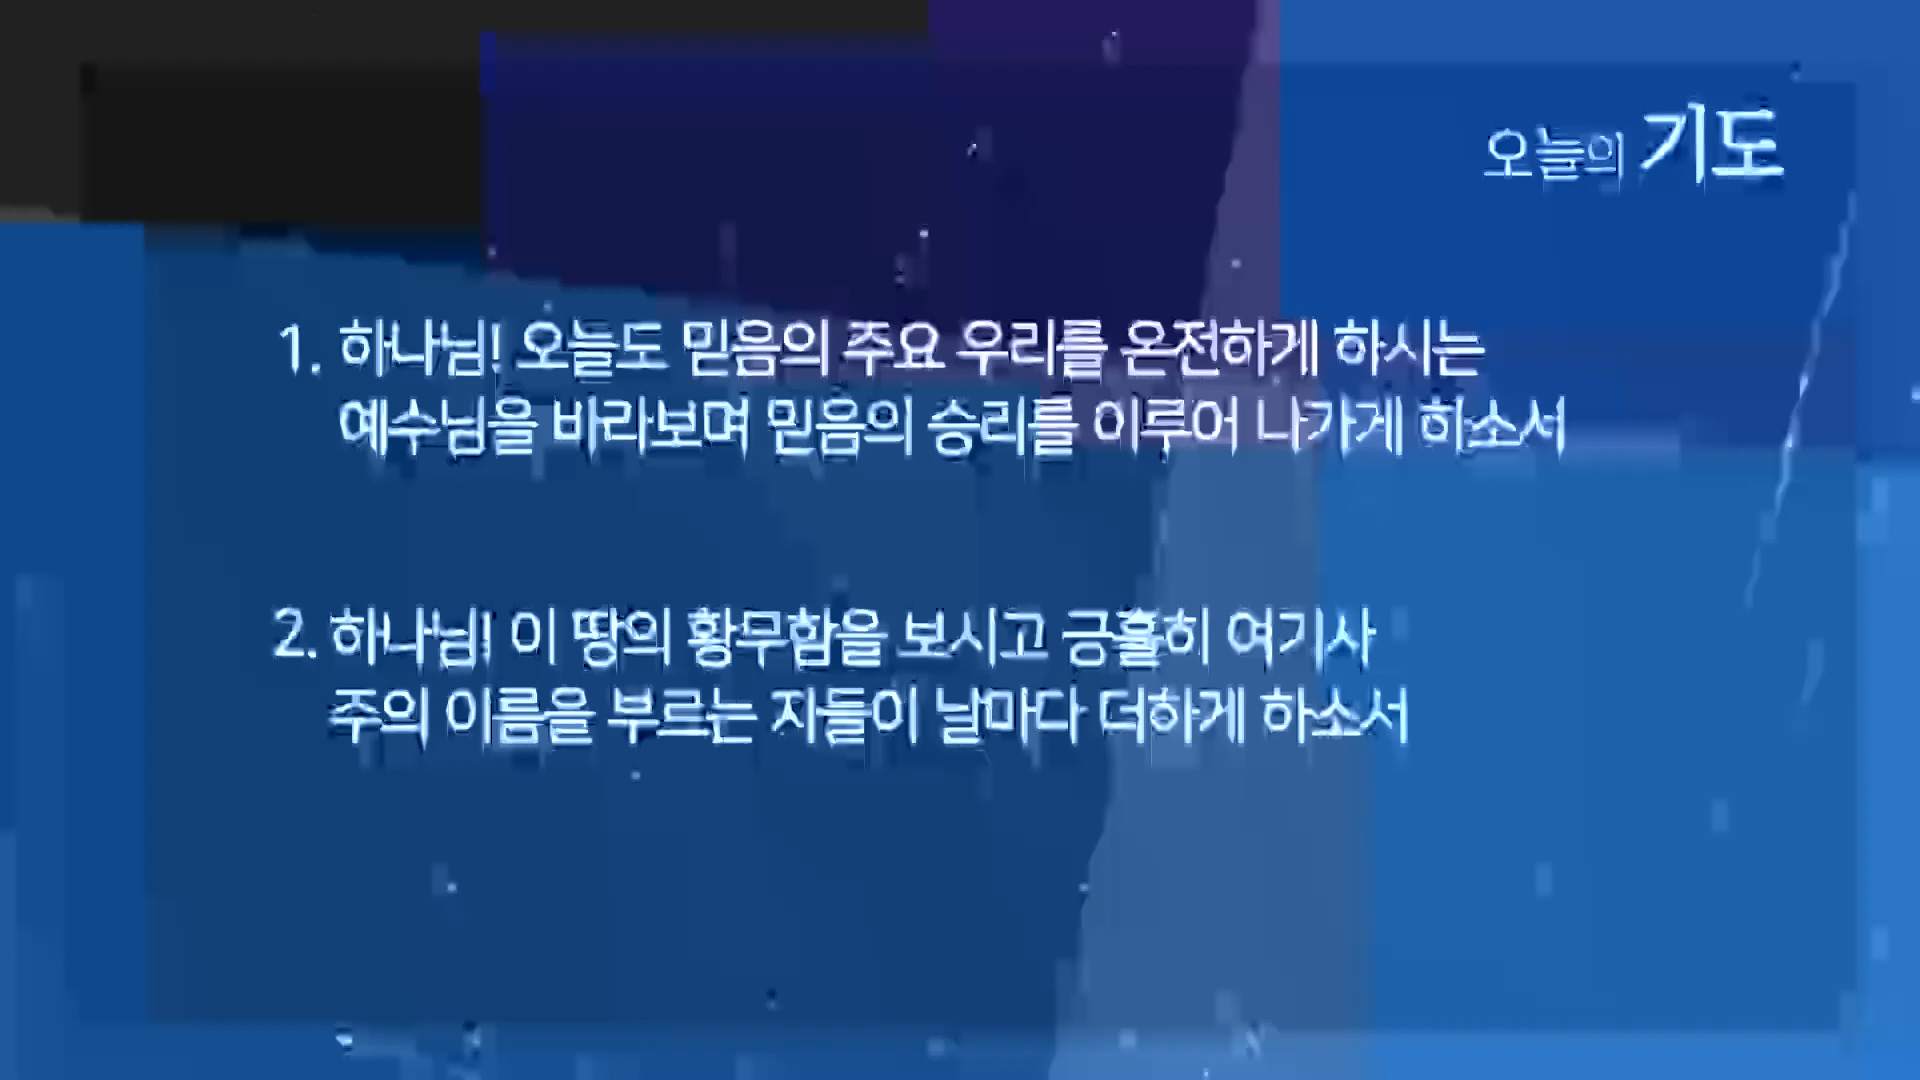 오늘의 기도
1. 하나님! 오늘도 믿음의 주요 우리를 온전하게 하시는
예수님을 바라보며 믿음의 승리를 이루어 나가게 하소서
2. 하나님! 이 땅의 황무함을 보시고 긍휼히 여기사
주의 이름을 부르는 자들이 날마다 더하게 하소서